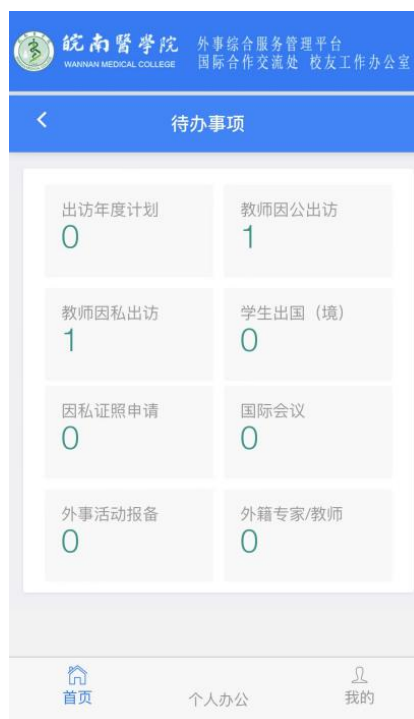 皖南醫學院 外事综合服务管理平台
WANNAN MEDICAL COLLEGE 国际合作交流处 校友工作办公室
待办事项
出访年度计划 教师因公出访
0 1
教师因私出访 学生出国（境）
1 0
因私证照申请 国际会议
0 0
外事活动报备 外籍专家/教师
0 0
首页 个人办公 我的